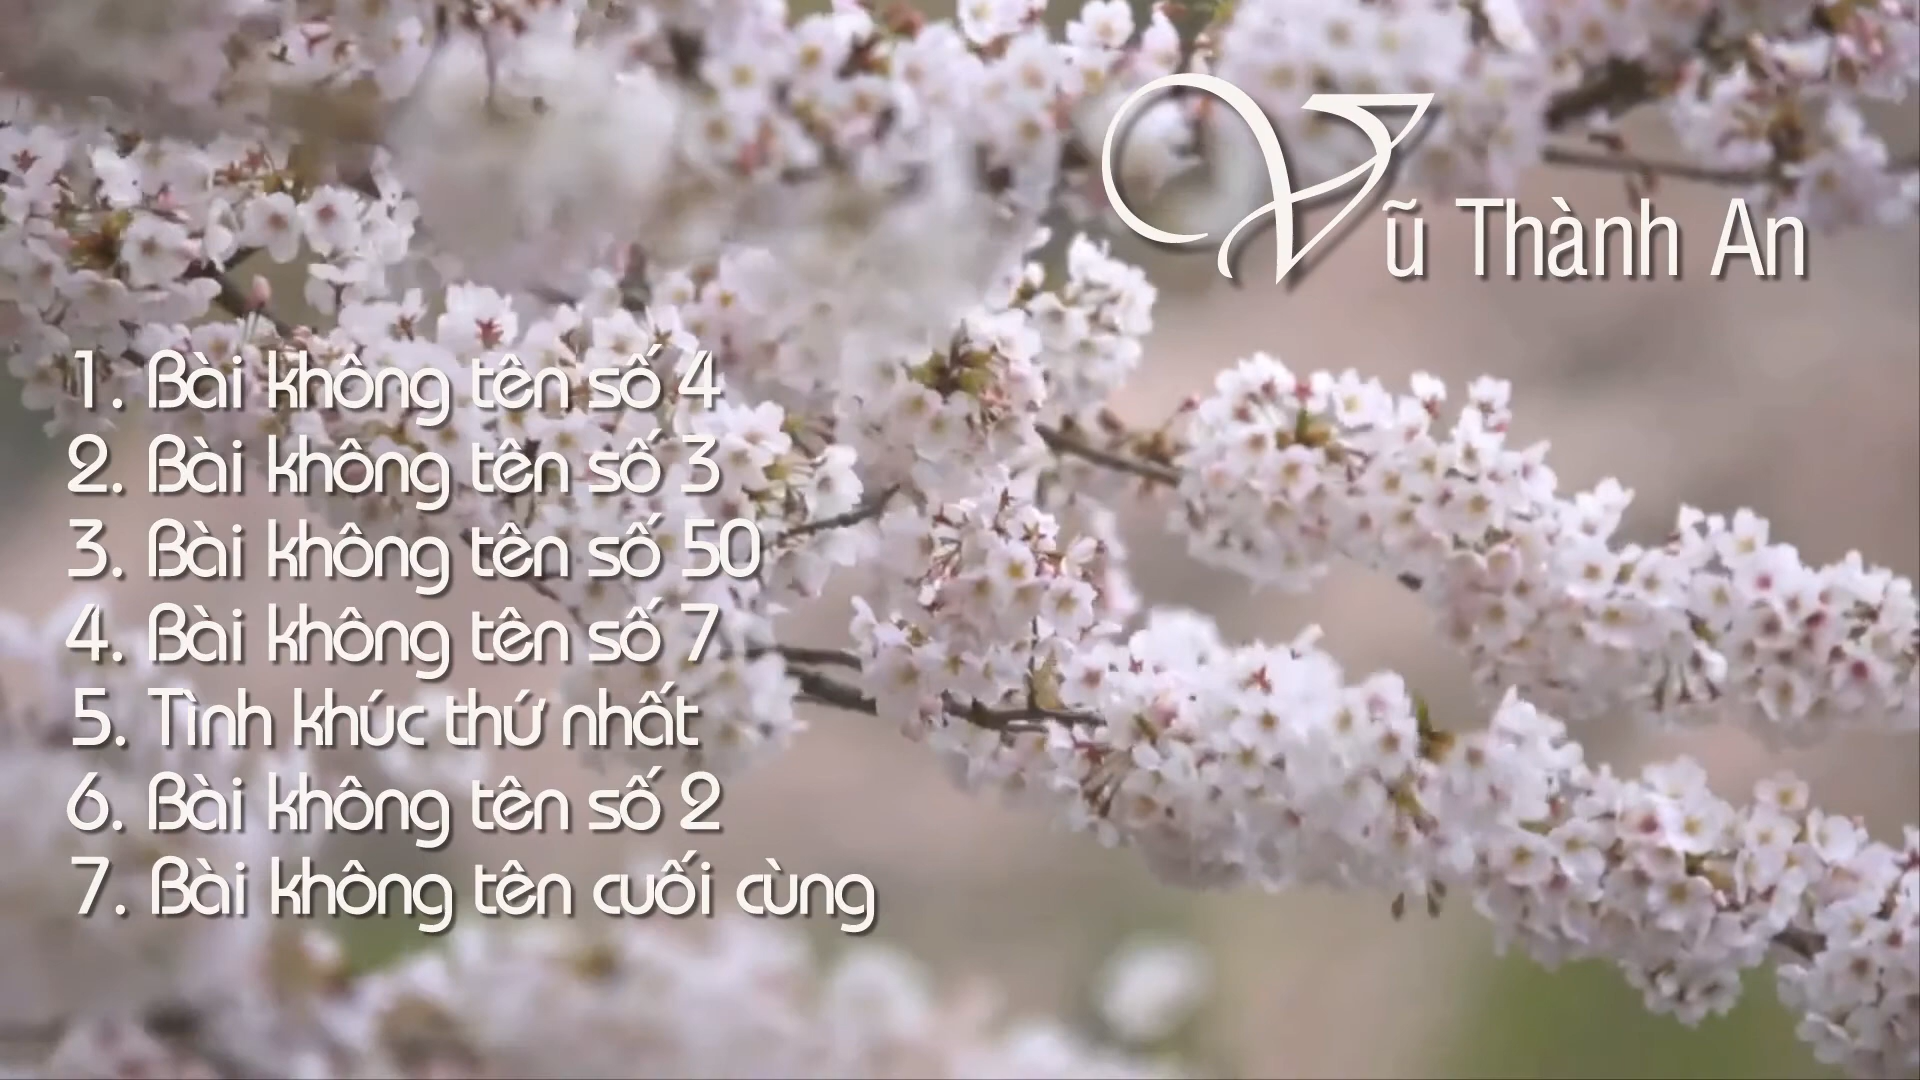 Vũ Thành An
1. Bài không tên số 4
2. Bài không tên số 3
3. Bài không tên số 50
4. Bài không tên số 7
5. Tình khúc thứ nhất
6. Bài không tên số 2
7. Bài không tên cuối cùng